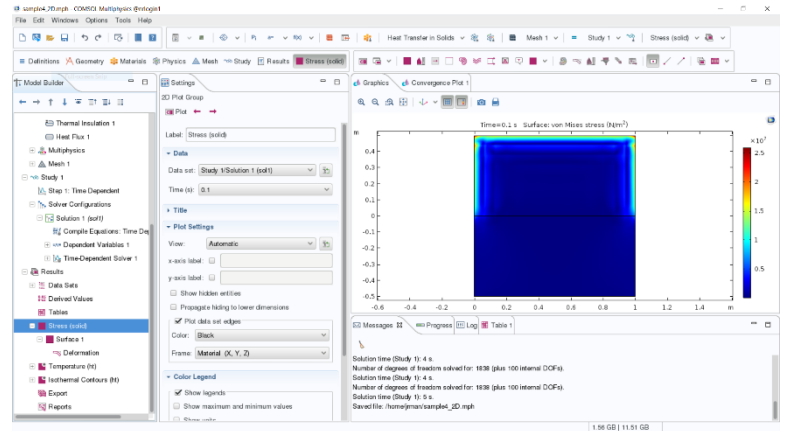 sample4_2D.mph - COMSOL Multiphysics @nrlogin1
File Edit Windows Options Tools Help
Heat Transfer in Solids Mesh 1 Study 1 Stress (solid)
Definitions Geometry Materials Physics Mesh Study Results Stress (solid)
Model Builder
Thermal Insulation 1
Heat Flux 1
Multiphysics
Mesh 1
Study 1
Step 1: Time Dependent
Solver Configurations
Solution 1 (sol1)
Compile Equations: Time Dep
Dependent Variables 1
Time-Dependent Solver 1
Results
Data Sets
Derived Values
Tables
Stress (solid)
Surface 1
Deformation
Temperature (ht)
Isothermal Contours (ht)
Export
Reports
Settings
2D Plot Group
Plot
Label: Stress (solid)
Data
Data set: Study 1/Solution 1 (sol1)
Time (s): 0.1
Title
Plot Settings
View: Automatic
x-axis label:
y-axis label:
Show hidden entities
Propagate hiding to lower dimensions
Plot data set edges
Color: Black
Frame: Material (X, Y, Z)
Color Legend
Show legends
Show maximum and minimum values
Show units
Graphics Convergence Plot 1
Time=0.1 s Surface: von Mises stress (N/m²)
m
0.4
0.3
0.2
0.1
0
-0.1
-0.2
-0.3
-0.4
-0.5
-0.6 -0.4 -0.2 0 0.2 0.4 0.6 0.8 1.0 1.2 1.4 m
×10⁷
2.5
2
1.5
1
0.5
Messages Progress Log Table 1
Solution time (Study 1): 4 s.
Number of degrees of freedom solved for: 1838 (plus 100 internal DOFs).
Solution time (Study 1): 4 s.
Number of degrees of freedom solved for: 1838 (plus 100 internal DOFs).
Solution time (Study 1): 5 s.
Saved file: /home/jrman/sample4_2D.mph
1.56 GB | 11.51 GB